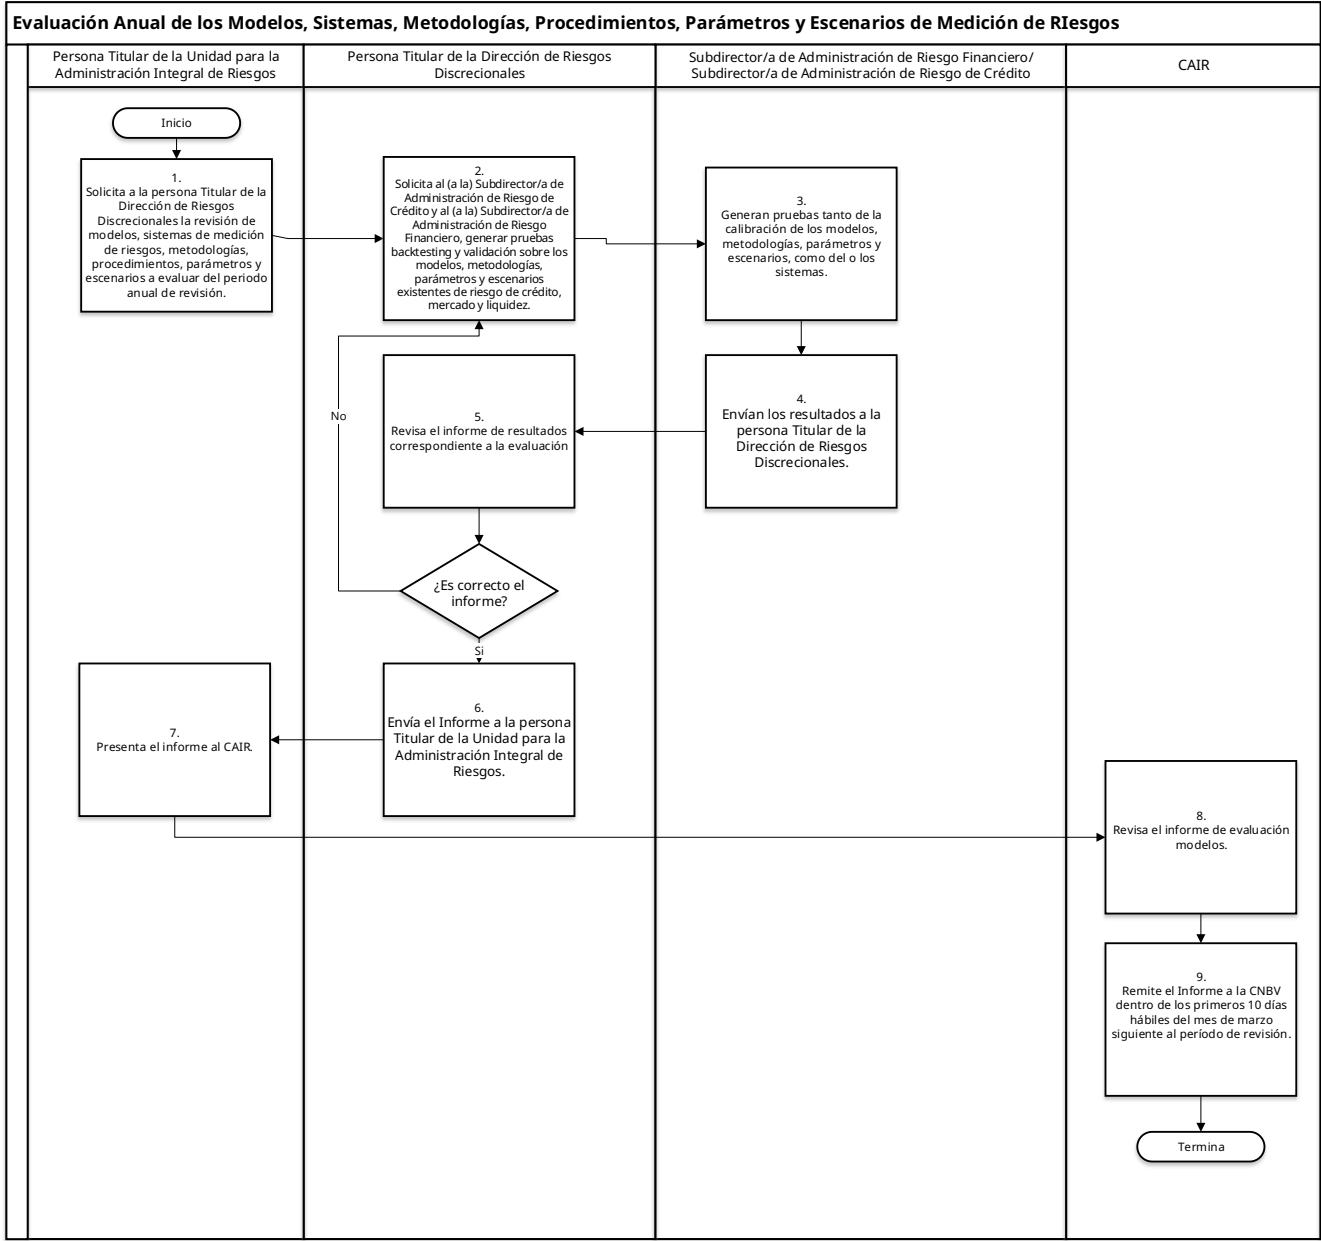 Evaluación Anual de los Modelos, Sistemas, Metodologías, Procedimientos, Parámetros y Escenarios de Medición de RIesgos
Persona Titular de la Unidad para la
Administración Integral de Riesgos
Persona Titular de la Dirección de Riesgos
Discrecionales
Subdirector/a de Administración de Riesgo Financiero/
Subdirector/a de Administración de Riesgo de Crédito
CAIR
Inicio
1.
Solicita a la persona Titular de la
Dirección de Riesgos
Discrecionales la revisión de
modelos, sistemas de medición
de riesgos, metodologías,
procedimientos, parámetros y
escenarios a evaluar del periodo
anual de revisión.
2.
Solicita al (a la) Subdirector/a de
Administración de Riesgo de
Crédito y al (a la) Subdirector/a de
Administración de Riesgo
Financiero, generar pruebas
backtesting y validación sobre los
modelos, metodologías,
parámetros y escenarios
existentes de riesgo de crédito,
mercado y liquidez.
3.
Generan pruebas tanto de la
calibración de los modelos,
metodologías, parámetros y
escenarios, como del o los
sistemas.
4.
Envían los resultados a la
persona Titular de la
Dirección de Riesgos
Discrecionales.
5.
Revisa el informe de resultados
correspondiente a la evaluación
No
¿Es correcto el
informe?
Si
6.
Envía el Informe a la persona
Titular de la Unidad para la
Administración Integral de
Riesgos.
7.
Presenta el informe al CAIR.
8.
Revisa el informe de evaluación
modelos.
9.
Remite el Informe a la CNBV
dentro de los primeros 10 días
hábiles del mes de marzo
siguiente al período de revisión.
Termina